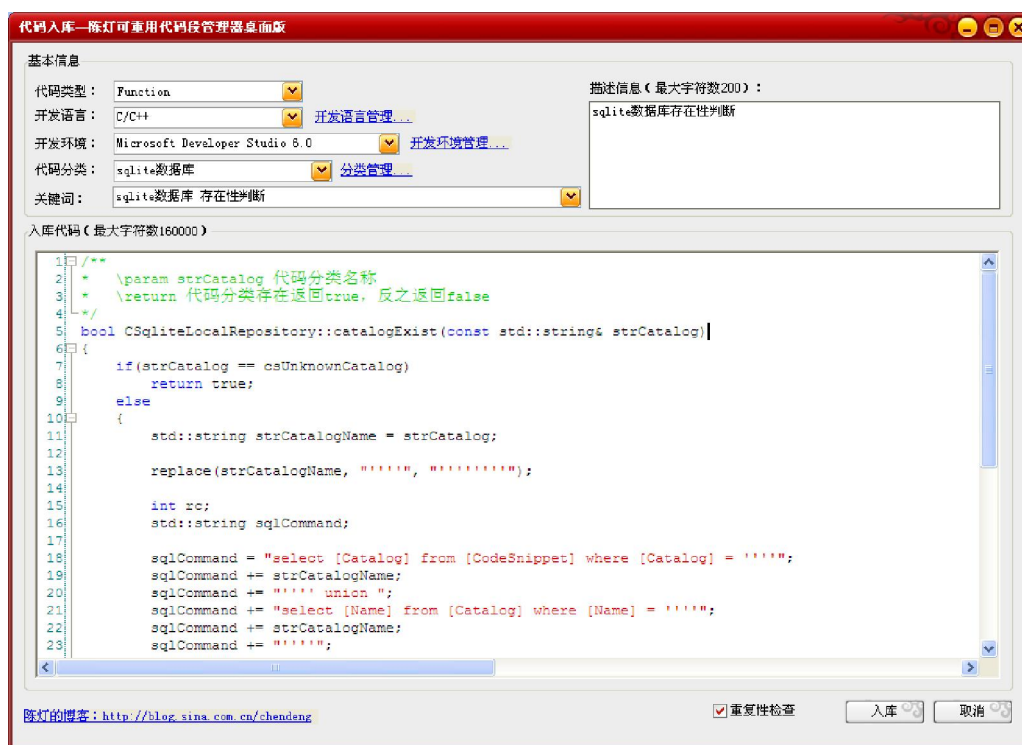 代码入库—陈灯可重用代码段管理器桌面版
基本信息
代码类型： Function
描述信息(最大字符数200)：
开发语言： C/C++ 开发语言管理...
sqlite数据库存在性判断
开发环境： Microsoft Developer Studio 6.0 开发环境管理...
代码分类： sqlite数据库 分类管理...
关键词： sqlite数据库 存在性判断
入库代码(最大字符数160000)
1 /**
2 * \param strCatalog 代码分类名称
3 * \return 代码分类存在返回true, 反之返回false
4 */
5 bool CSqliteLocalRepository::catalogExist(const std::string& strCatalog)
6 {
7 if(strCatalog == csUnknownCatalog)
8 return true;
9 else
10 {
11 std::string strCatalogName = strCatalog;
12
13 replace(strCatalogName, "''''", "''''''''");
14
15 int rc;
16 std::string sqlCommand;
17
18 sqlCommand = "select [Catalog] from [CodeSnippet] where [Catalog] = ''''";
19 sqlCommand += strCatalogName;
20 sqlCommand += "'''' union ";
21 sqlCommand += "select [Name] from [Catalog] where [Name] = ''''";
22 sqlCommand += strCatalogName;
23 sqlCommand += "''''";
陈灯的博客：http://blog.sina.com.cn/chendeng
重复性检查
入库
取消